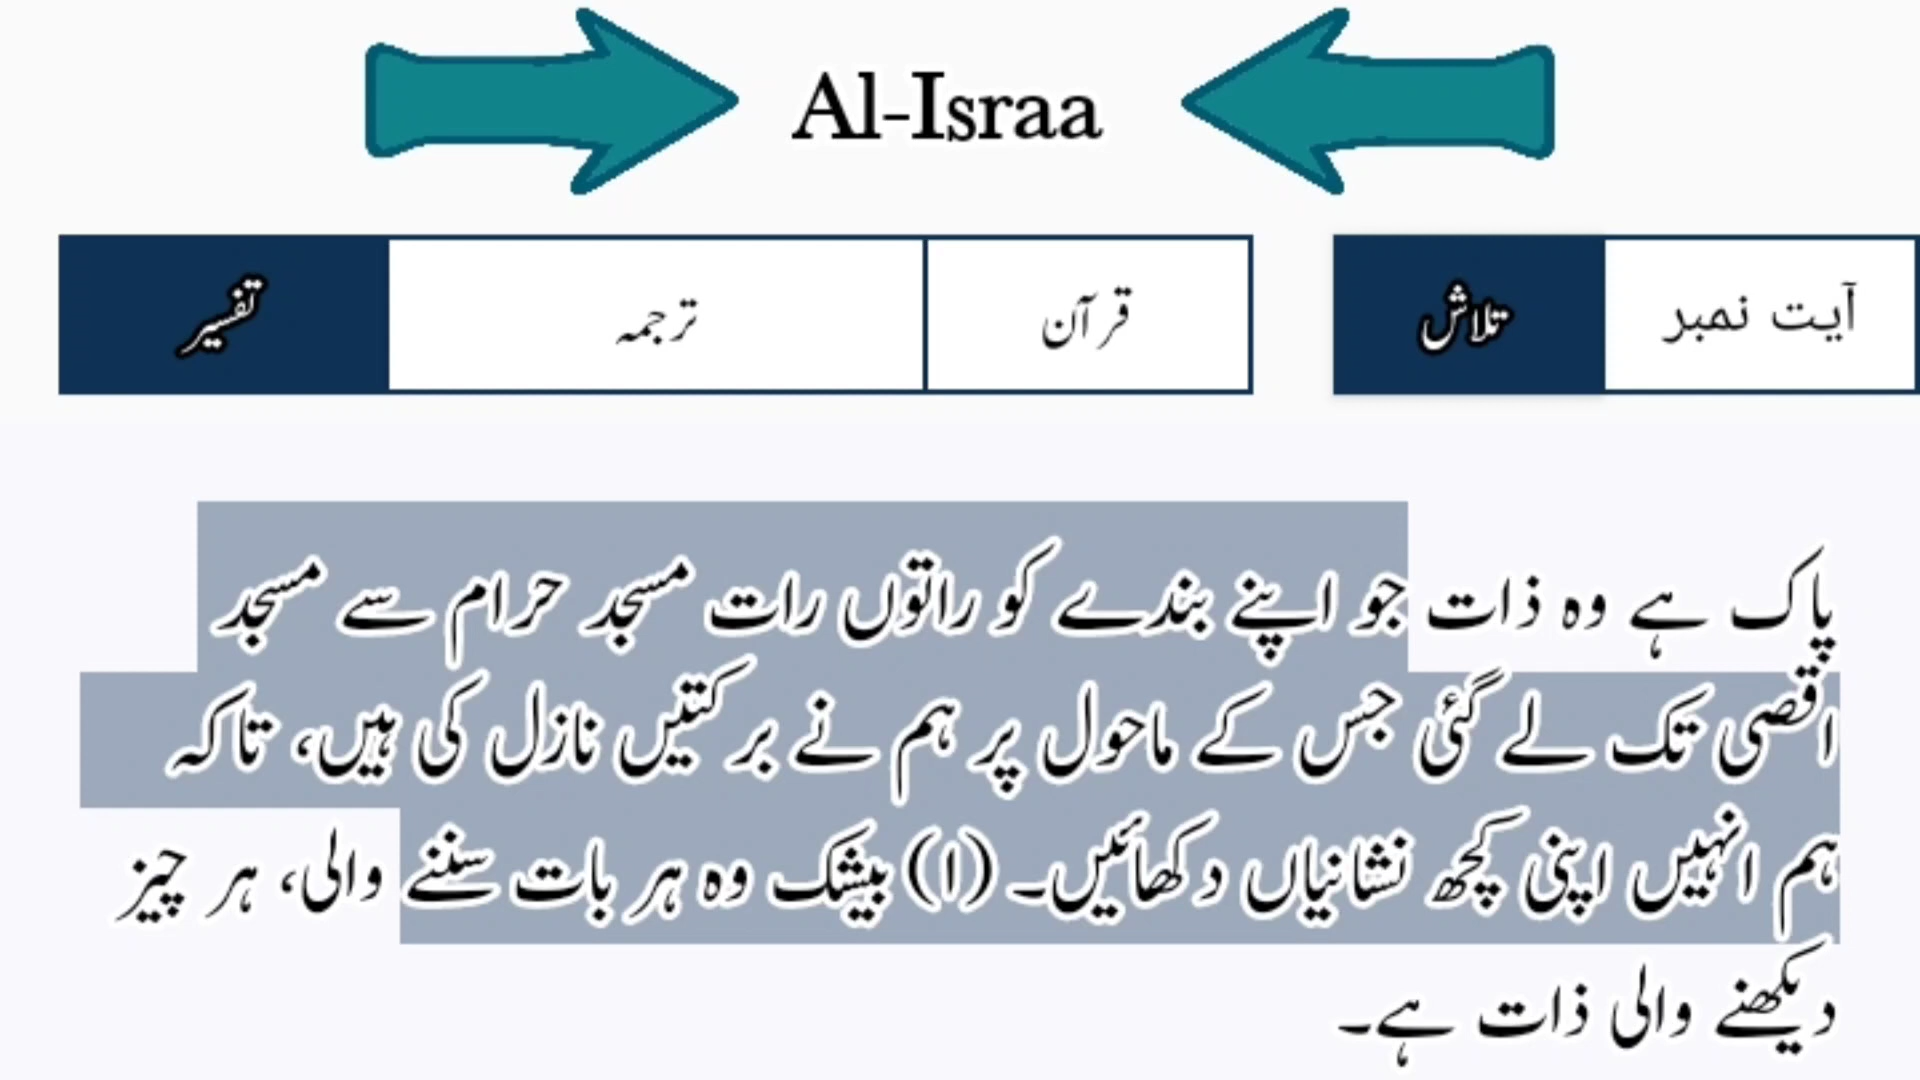 Al-Israa
آیت نمبر
تلاش
قرآن
ترجمہ
تفسیر
پاک ہے وہ ذات جو اپنے بندے کو راتوں رات مسجد حرام سے مسجد
اقصی تک لے گئی جس کے ماحول پر ہم نے برکتیں نازل کی ہیں، تاکہ
ہم انہیں اپنی کچھ نشانیاں دکھائیں۔ (۱) بیشک وہ ہر بات سننے والی، ہر چیز
دیکھنے والی ذات ہے۔